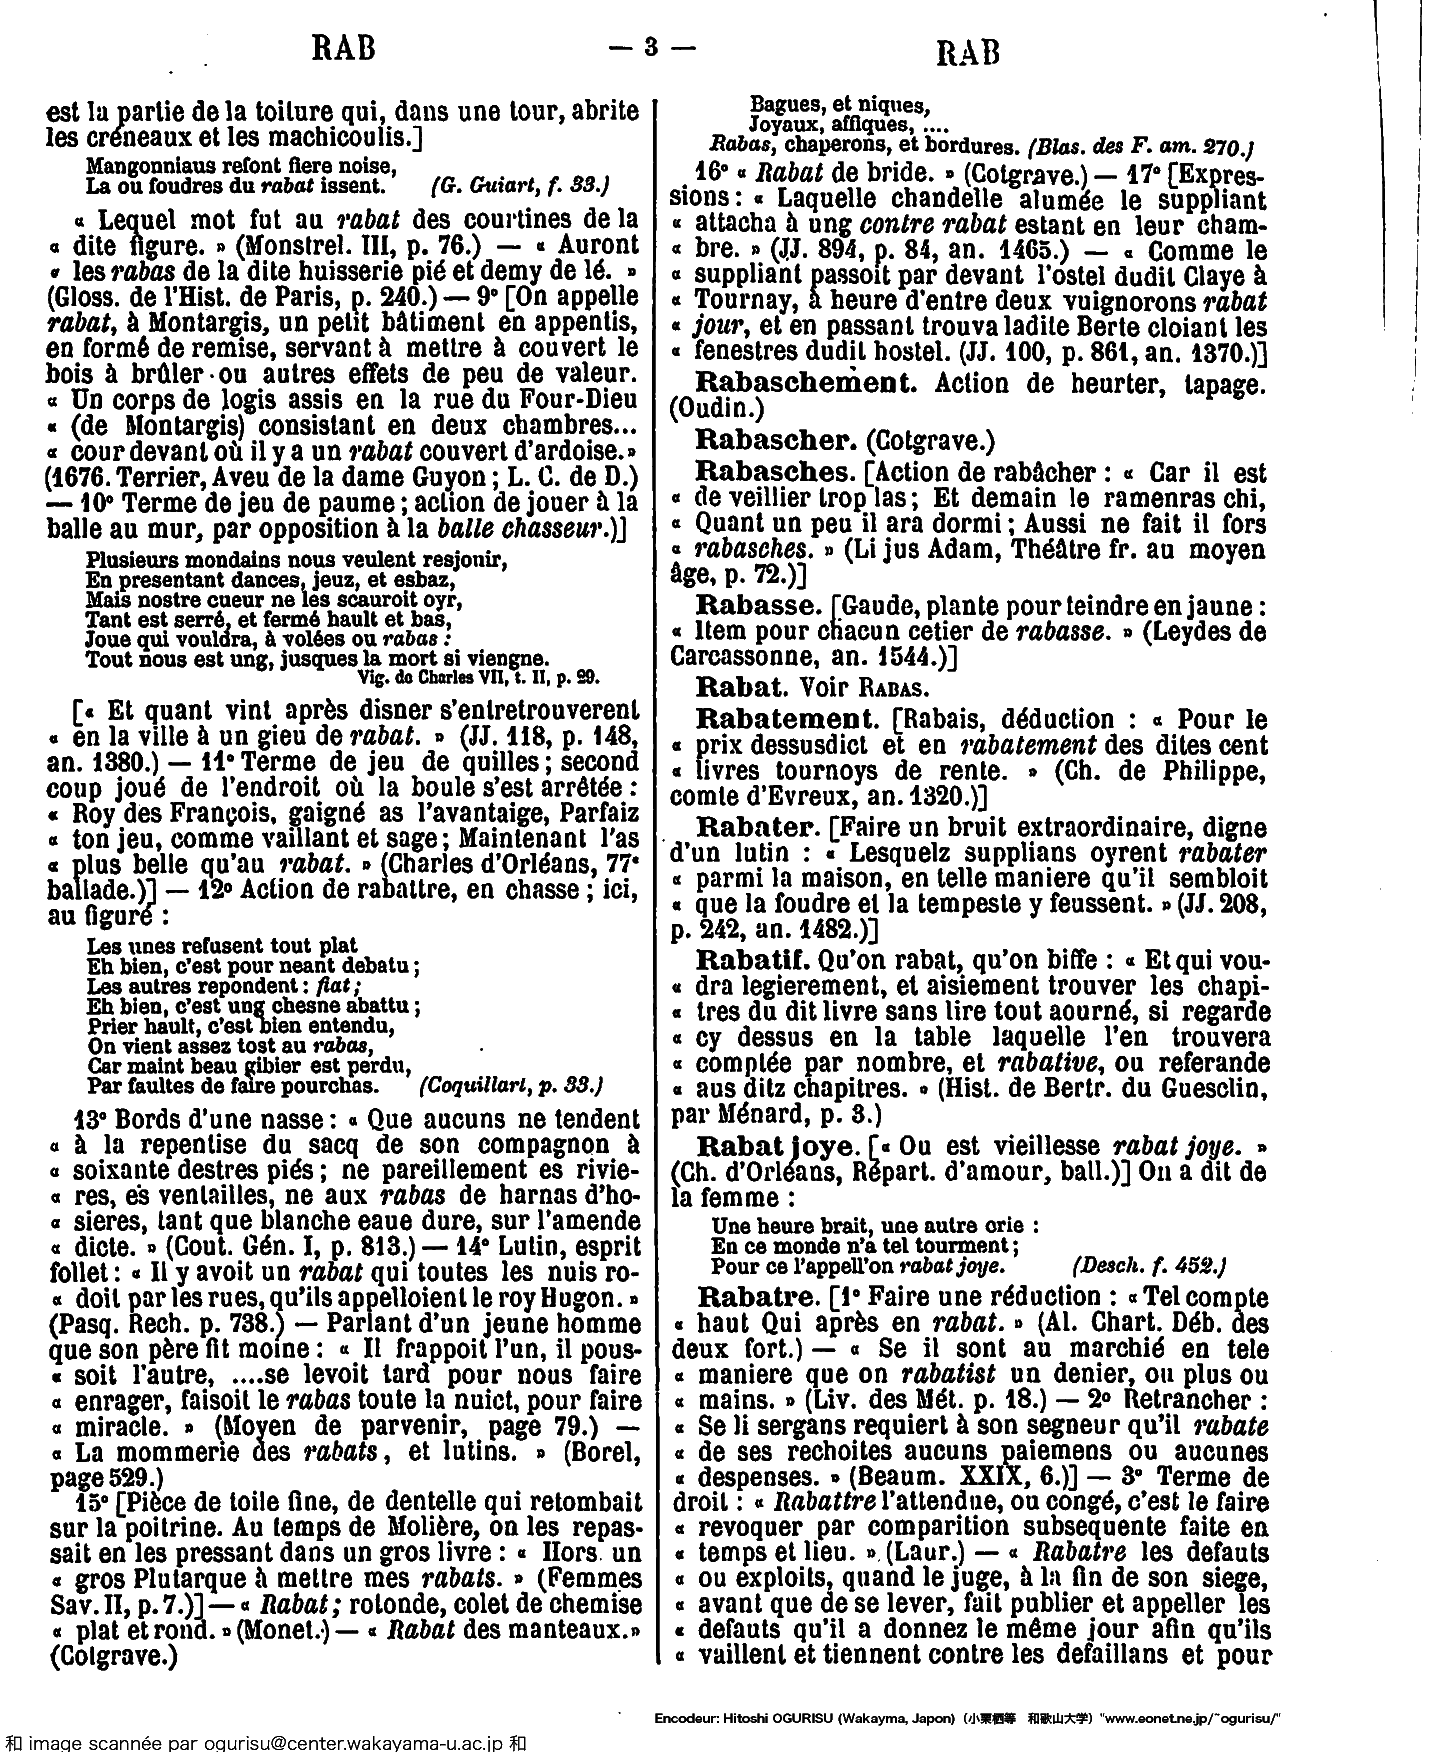 RAB
— 3 —
RAB
est la partie de la toiture qui, dans une tour, abrite
les créneaux et les machicoulis.]
Mangonniaus refont fiere noise,
La ou foudres du rabat issent. (G. Guiart, f. 33.)
« Lequel mot fut au rabat des courtines de la
« dite figure. » (Monstrel. III, p. 76.) — « Auront
« les rabas de la dite huisserie pié et demy de lé. »
(Gloss. de l'Hist. de Paris, p. 240.) — 9° [On appelle
rabat, à Montargis, un petit bâtiment en appentis,
en formé de remise, servant à mettre à couvert le
bois à brûler ou autres effets de peu de valeur.
« Un corps de logis assis en la rue du Four-Dieu
« (de Montargis) consistant en deux chambres...
« cour devant où il y a un rabat couvert d'ardoise.»
(1676. Terrier, Aveu de la dame Guyon ; L. C. de D.)
— 10° Terme de jeu de paume ; action de jouer à la
balle au mur, par opposition à la balle chasseur.)]
Plusieurs mondains nous veulent resjonir,
En presentant dances, jeuz, et esbaz,
Mais nostre cueur ne les scauroit oyr,
Tant est serré, et fermé hault et bas,
Joue qui vouldra, à volées ou rabas :
Tout nous est ung, jusques la mort si viengne.
Vig. de Charles VII, t. II, p. 29.
[« Et quant vint après disner s'entretrouverent
« en la ville à un gieu de rabat. » (JJ. 118, p. 148,
an. 1380.) — 11° Terme de jeu de quilles ; second
coup joué de l'endroit où la boule s'est arrêtée :
« Roy des François, gaigné as l'avantaige, Parfaiz
« ton jeu, comme vaillant et sage ; Maintenant l'as
« plus belle qu'au rabat. » (Charles d'Orléans, 77e
ballade.)] — 12° Action de rabattre, en chasse ; ici,
au figuré :
Les unes refusent tout plat
Eh bien, c'est pour neant debatu ;
Les autres repondent : fiat ;
Eh bien, c'est ung chesne abattu ;
Prier hault, c'est bien entendu,
On vient assez tost au rabas,
Car maint beau gibier est perdu,
Par faultes de faire pourchas. (Coquillart, p. 33.)
13° Bords d'une nasse : « Que aucuns ne tendent
« à la repentise du sacq de son compagnon à
« soixante destres piés ; ne pareillement es rivie-
« res, es ventailles, ne aux rabas de harnas d'ho-
« sieres, tant que blanche eaue dure, sur l'amende
« dicte. » (Cout. Gén. I, p. 813.) — 14° Lutin, esprit
follet : « Il y avoit un rabat qui toutes les nuis ro-
« doit par les rues, qu'ils appelloient le roy Hugon. »
(Pasq. Rech. p. 738.) — Parlant d'un jeune homme
que son père fit moine : « Il frappoit l'un, il pous-
« soit l'autre, ....se levoit tard pour nous faire
« enrager, faisoit le rabas toute la nuict, pour faire
« miracle. » (Moyen de parvenir, page 79.) —
« La mommerie des rabats, et lutins. » (Borel,
page 529.)
15° [Pièce de toile fine, de dentelle qui retombait
sur la poitrine. Au temps de Molière, on les repas-
sait en les pressant dans un gros livre : « Hors un
« gros Plutarque à mettre mes rabats. » (Femmes
Sav. II, p. 7.)] — « Rabat ; rotonde, colet de chemise
« plat et rond. » (Monet.) — « Rabat des manteaux.»
(Cotgrave.)
Bagues, et niques,
Joyaux, affiques, ....
Rabas, chaperons, et bordures. (Blas. des F. am. 270.)
16° « Rabat de bride. » (Cotgrave.) — 17° [Expres-
sions : « Laquelle chandelle alumée le suppliant
« attacha à ung contre rabat estant en leur cham-
« bre. » (JJ. 894, p. 84, an. 1465.) — « Comme le
« suppliant passoit par devant l'ostel dudit Claye à
« Tournay, à heure d'entre deux vuignorons rabat
« jour, et en passant trouva ladite Berte cloiant les
« fenestres dudit hostel. (JJ. 100, p. 861, an. 1370.)]
Rabaschement. Action de heurter, tapage.
(Oudin.)
Rabascher. (Cotgrave.)
Rabasches. [Action de rabâcher : « Car il est
« de veillier trop las ; Et demain le ramenras chi,
« Quant un peu il ara dormi ; Aussi ne fait il fors
« rabasches. » (Li jus Adam, Théâtre fr. au moyen
âge, p. 72.)]
Rabasse. [Gaude, plante pour teindre en jaune :
« Item pour chacun cetier de rabasse. » (Leydes de
Carcassonne, an. 1544.)]
Rabat. Voir RABAS.
Rabatement. [Rabais, déduction : « Pour le
« prix dessusdict et en rabatement des dites cent
« livres tournoys de rente. » (Ch. de Philippe,
comte d'Evreux, an. 1320.)]
Rabater. [Faire un bruit extraordinaire, digne
d'un lutin : « Lesquelz supplians oyrent rabater
« parmi la maison, en telle maniere qu'il sembloit
« que la foudre et la tempeste y feussent. » (JJ. 208,
p. 242, an. 1482.)]
Rabatif. Qu'on rabat, qu'on biffe : « Et qui vou-
« dra legierement, et aisiement trouver les chapi-
« tres du dit livre sans lire tout aourné, si regarde
« cy dessus en la table laquelle l'en trouvera
« comptée par nombre, et rabative, ou referande
« aus ditz chapitres. » (Hist. de Bertr. du Guesclin,
par Ménard, p. 3.)
Rabat joye. [« Ou est vieillesse rabat joye. »
(Ch. d'Orléans, Répart. d'amour, ball.)] On a dit de
la femme :
Une heure brait, une autre crie :
En ce monde n'a tel tourment ;
Pour ce l'appell'on rabat joye. (Desch. f. 452.)
Rabatre. [1° Faire une réduction : « Tel compte
« haut Qui après en rabat. » (Al. Chart. Déb. des
deux fort.) — « Se il sont au marchié en tele
« maniere que on rabatist un denier, ou plus ou
« mains. » (Liv. des Mét. p. 18.) — 2° Retrancher :
« Se li sergans requiert à son segneur qu'il rabate
« de ses rechoites aucuns paiemens ou aucunes
« despenses. » (Beaum. XXIX, 6.)] — 3° Terme de
droit : « Rabattre l'attendue, ou congé, c'est le faire
« revoquer par comparition subsequente faite en
« temps et lieu. » (Laur.) — « Rabatre les defauts
« ou exploits, quand le juge, à la fin de son siege,
« avant que de se lever, fait publier et appeller les
« defauts qu'il a donnez le même jour afin qu'ils
« vaillent et tiennent contre les defaillans et pour
Encodeur: Hitoshi OGURISU (Wakayma, Japon) (小栗栖等 和歌山大学) "www.eonet.ne.jp/~ogurisu/"
和 image scannée par ogurisu@center.wakayama-u.ac.jp 和